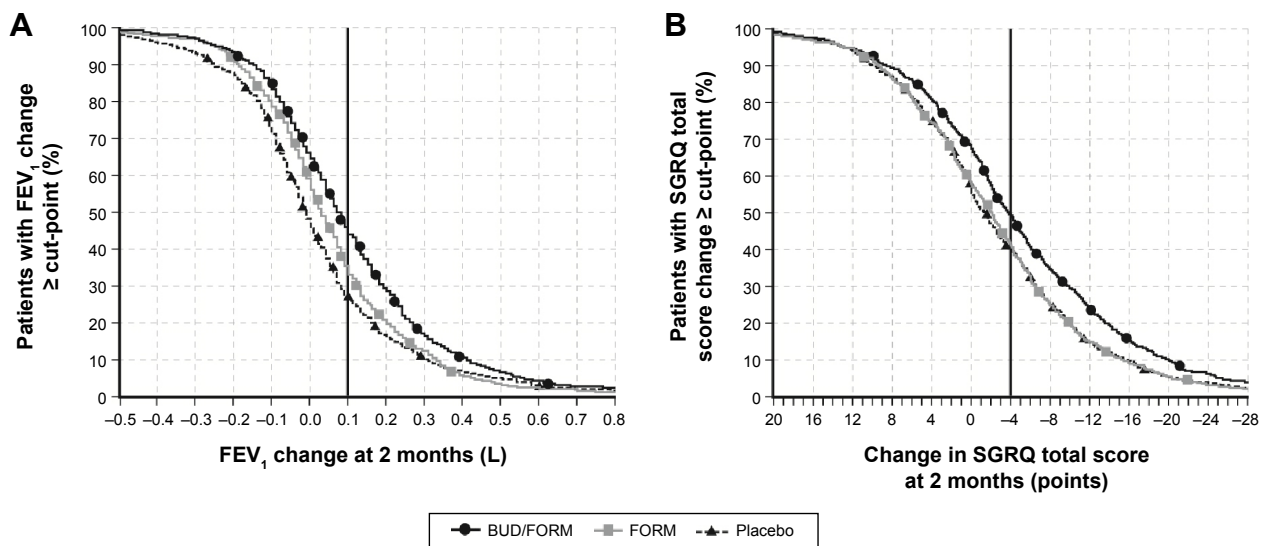 A
Patients with FEV₁ change
≥ cut-point (%)
100
90
80
70
60
50
40
30
20
10
0
–0.5 –0.4 –0.3 –0.2 –0.1 0.0 0.1 0.2 0.3 0.4 0.5 0.6 0.7 0.8
FEV₁ change at 2 months (L)
B
Patients with SGRQ total
score change ≥ cut-point (%)
100
90
80
70
60
50
40
30
20
10
0
20 16 12 8 4 0 –4 –8 –12 –16 –20 –24 –28
Change in SGRQ total score
at 2 months (points)
BUD/FORM FORM Placebo